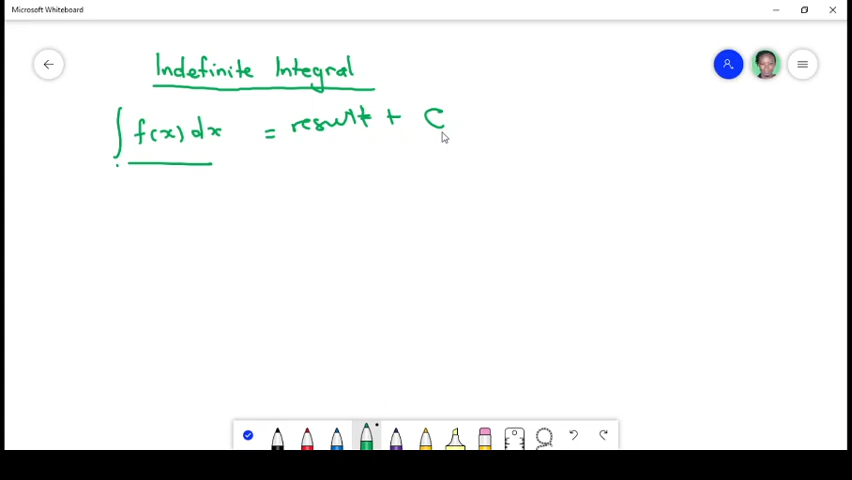 Microsoft Whiteboard
Indefinite Integral
∫ f(x) dx = result + C